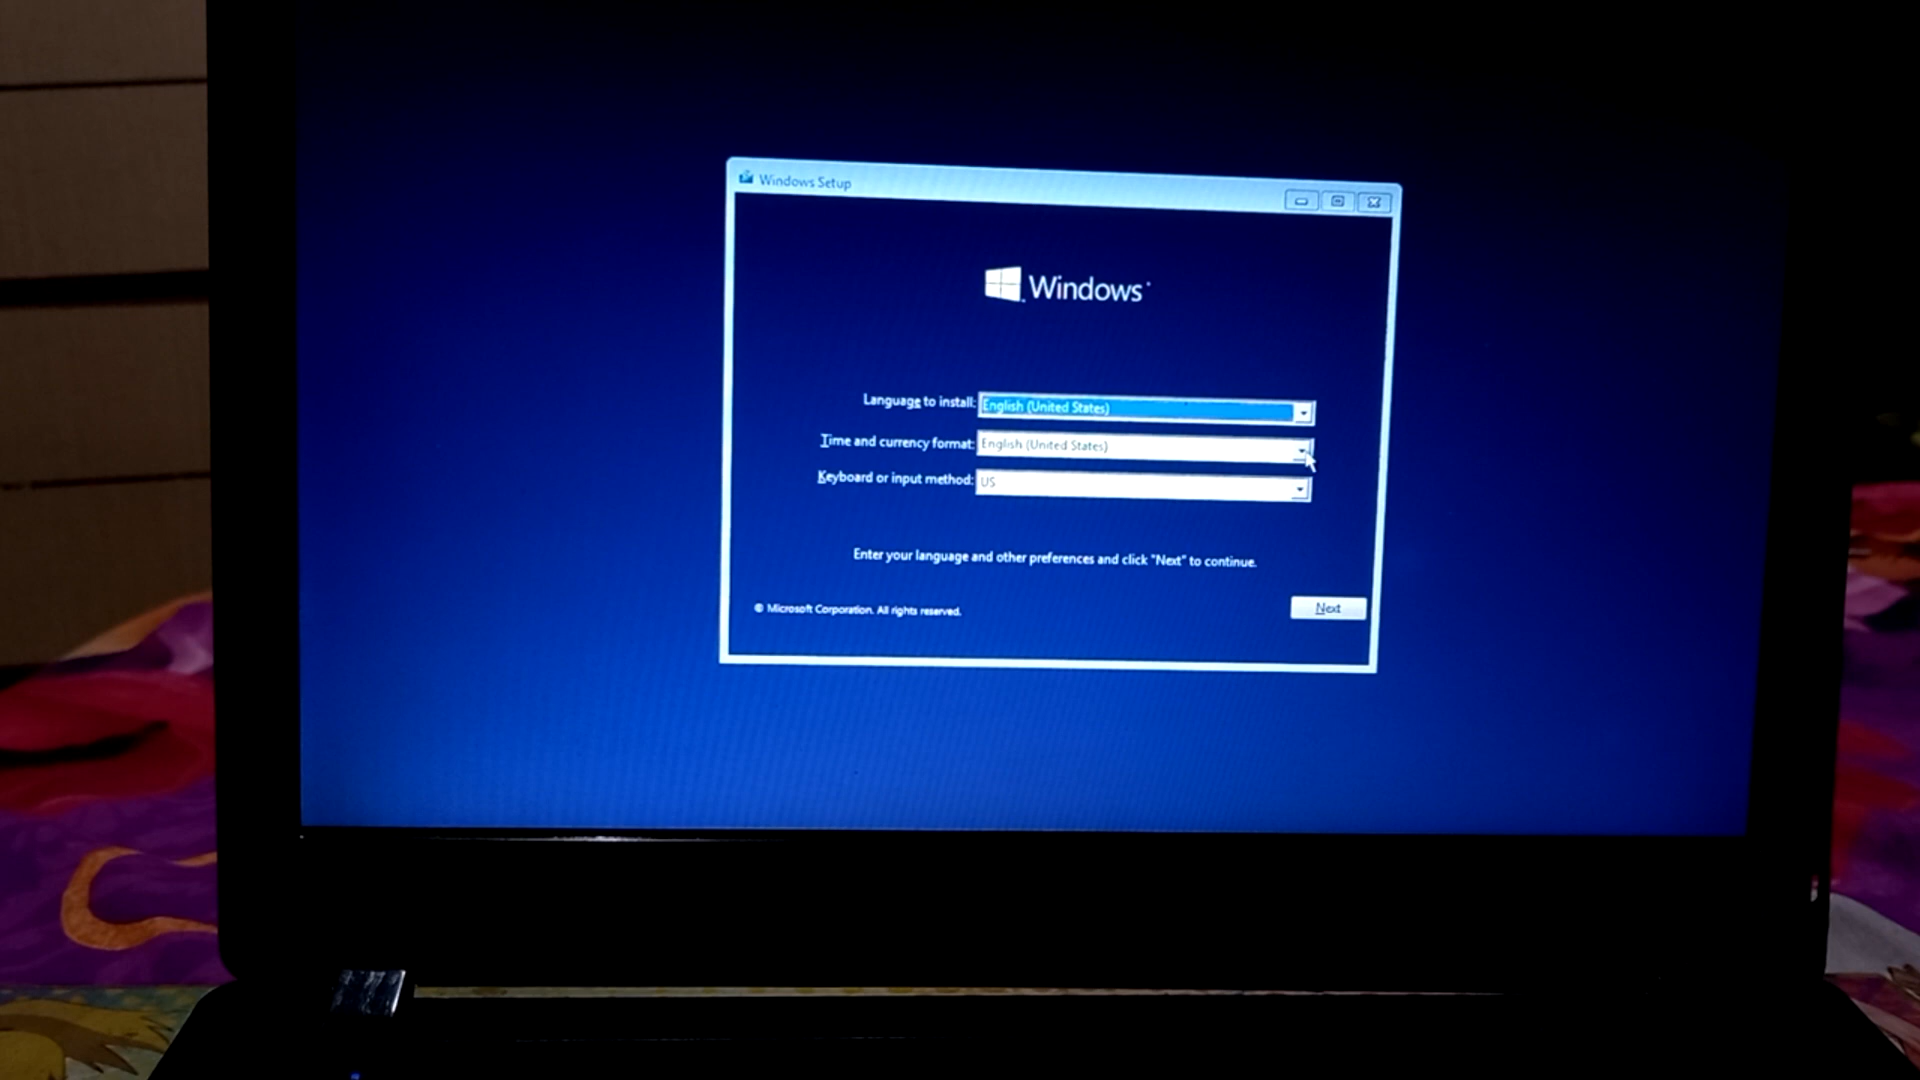 Windows Setup
Windows
Language to install: English (United States)
Time and currency format: English (United States)
Keyboard or input method: US
Enter your language and other preferences and click "Next" to continue.
© Microsoft Corporation. All rights reserved.
Next